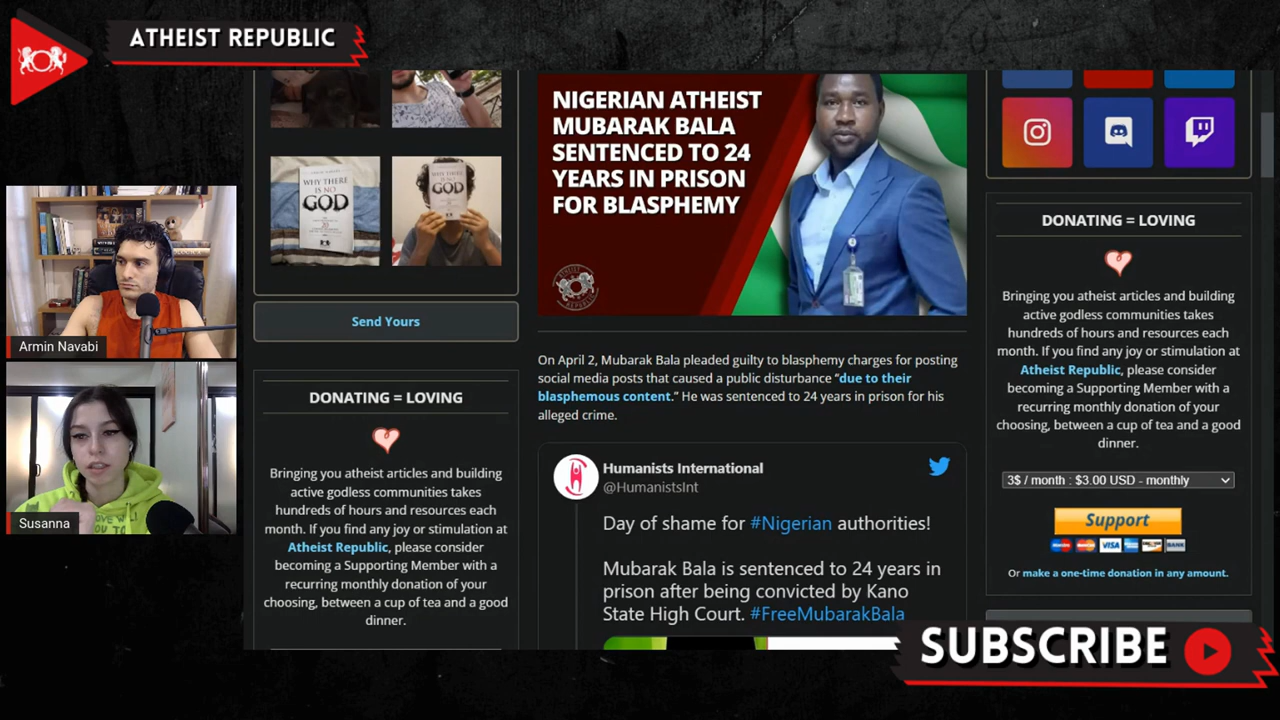 ATHEIST REPUBLIC
Armin Navabi
Susanna
WHY THERE
IS NO
GOD
WHY THERE
IS NO
GOD
Send Yours
DONATING = LOVING
Bringing you atheist articles and building
active godless communities takes
hundreds of hours and resources each
month. If you find any joy or stimulation at
Atheist Republic, please consider
becoming a Supporting Member with a
recurring monthly donation of your
choosing, between a cup of tea and a good
dinner.
NIGERIAN ATHEIST
MUBARAK BALA
SENTENCED TO 24
YEARS IN PRISON
FOR BLASPHEMY
On April 2, Mubarak Bala pleaded guilty to blasphemy charges for posting
social media posts that caused a public disturbance “due to their
blasphemous content.” He was sentenced to 24 years in prison for his
alleged crime.
Humanists International
@HumanistsInt
Day of shame for #Nigerian authorities!
Mubarak Bala is sentenced to 24 years in
prison after being convicted by Kano
State High Court. #FreeMubarakBala
DONATING = LOVING
Bringing you atheist articles and building
active godless communities takes
hundreds of hours and resources each
month. If you find any joy or stimulation at
Atheist Republic, please consider
becoming a Supporting Member with a
recurring monthly donation of your
choosing, between a cup of tea and a good
dinner.
3$ / month : $3.00 USD - monthly
Support
VISA
BANK
Or make a one-time donation in any amount.
SUBSCRIBE